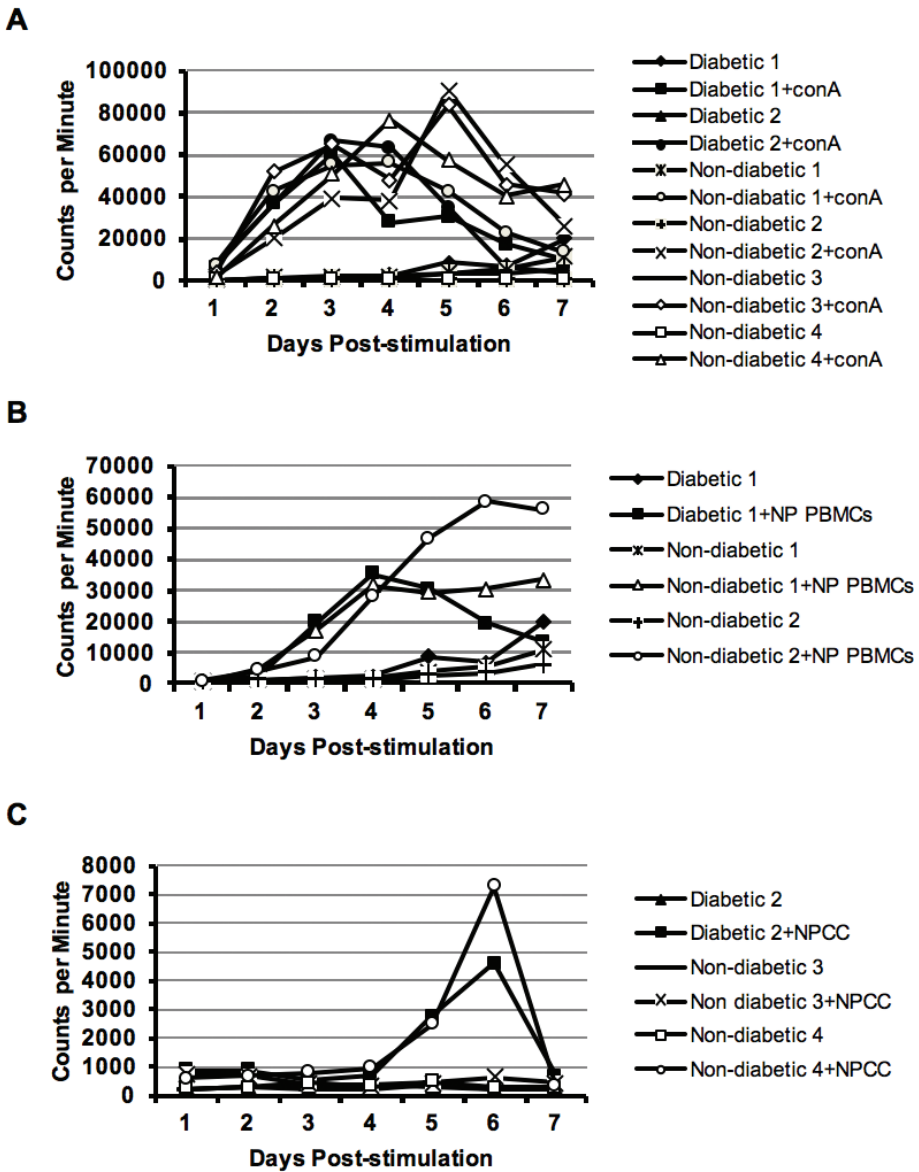 A
100000
80000
60000
40000
20000
0
Counts per Minute
1 2 3 4 5 6 7
Days Post-stimulation
Diabetic 1
Diabetic 1+conA
Diabetic 2
Diabetic 2+conA
Non-diabetic 1
Non-diabatic 1+conA
Non-diabetic 2
Non-diabetic 2+conA
Non-diabetic 3
Non-diabetic 3+conA
Non-diabetic 4
Non-diabetic 4+conA
B
70000
60000
50000
40000
30000
20000
10000
0
Counts per Minute
1 2 3 4 5 6 7
Days Post-stimulation
Diabetic 1
Diabetic 1+NP PBMCs
Non-diabetic 1
Non-diabetic 1+NP PBMCs
Non-diabetic 2
Non-diabetic 2+NP PBMCs
C
8000
7000
6000
5000
4000
3000
2000
1000
0
Counts per Minute
1 2 3 4 5 6 7
Days Post-stimulation
Diabetic 2
Diabetic 2+NPCC
Non-diabetic 3
Non diabetic 3+NPCC
Non-diabetic 4
Non-diabetic 4+NPCC